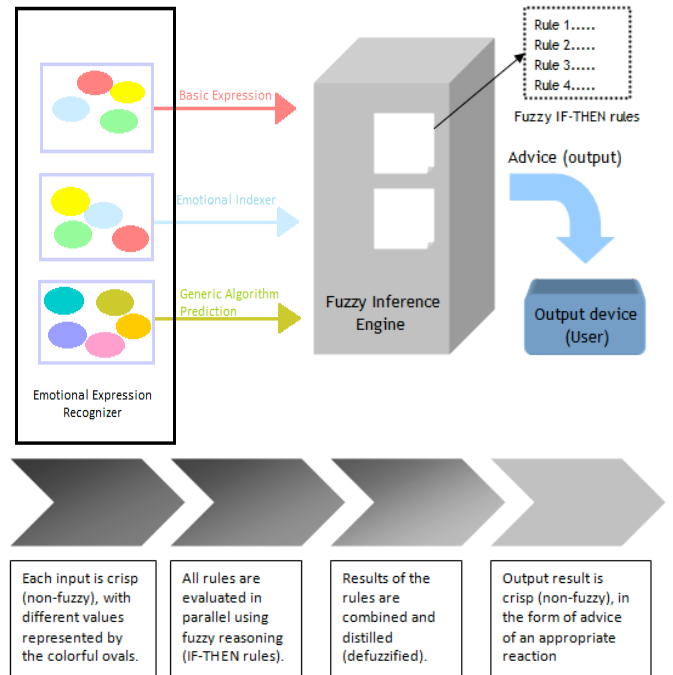 Rule 1.....
Rule 2.....
Rule 3.....
Rule 4.....
Fuzzy IF-THEN rules
Basic Expression
Emotional Indexer
Generic Algorithm
Prediction
Emotional Expression
Recognizer
Fuzzy Inference
Engine
Advice (output)
Output device
(User)
Each input is crisp
(non-fuzzy), with
different values
represented by
the colorful ovals.
All rules are
evaluated in
parallel using
fuzzy reasoning
(IF-THEN rules).
Results of the
rules are
combined and
distilled
(defuzzified).
Output result is
crisp (non-fuzzy), in
the form of advice
of an appropriate
reaction